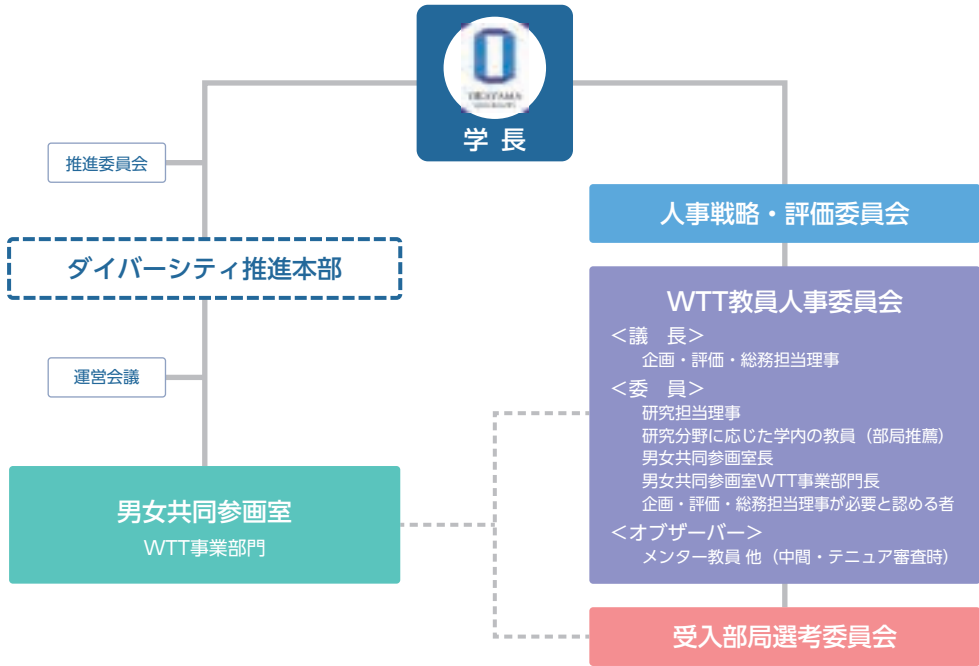 OKAYAMA
UNIVERSITY
学 長
推進委員会
ダイバーシティ推進本部
運営会議
男女共同参画室
WTT事業部門
人事戦略・評価委員会
WTT教員人事委員会
＜議　長＞
企画・評価・総務担当理事
＜委　員＞
研究担当理事
研究分野に応じた学内の教員（部局推薦）
男女共同参画室長
男女共同参画室WTT事業部門長
企画・評価・総務担当理事が必要と認める者
＜オブザーバー＞
メンター教員 他（中間・テニュア審査時）
受入部局選考委員会